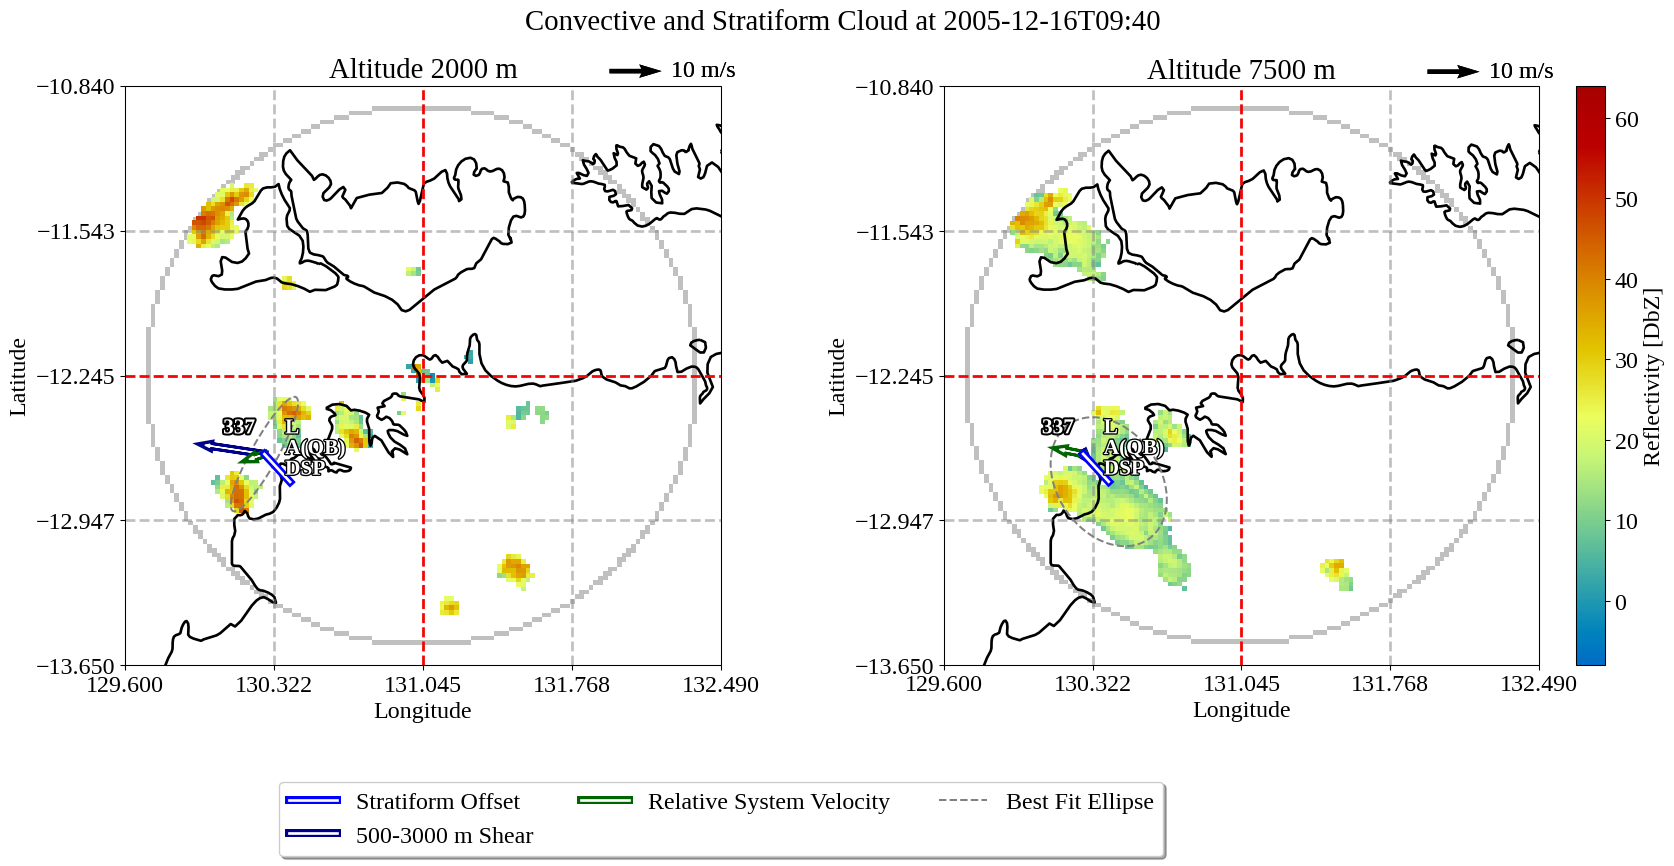 Convective and Stratiform Cloud at 2005-12-16T09:40
Altitude 2000 m
10 m/s
Altitude 7500 m
10 m/s
−10.840
−11.543
−12.245
−12.947
−13.650
Latitude
337
L
A(QB)
DSP
129.600
130.322
131.045
131.768
132.490
Longitude
−10.840
−11.543
−12.245
−12.947
−13.650
Latitude
337
L
A(QB)
DSP
129.600
130.322
131.045
131.768
132.490
Longitude
60
50
40
30
20
10
0
Reflectivity [DbZ]
Stratiform Offset
Relative System Velocity
Best Fit Ellipse
500-3000 m Shear